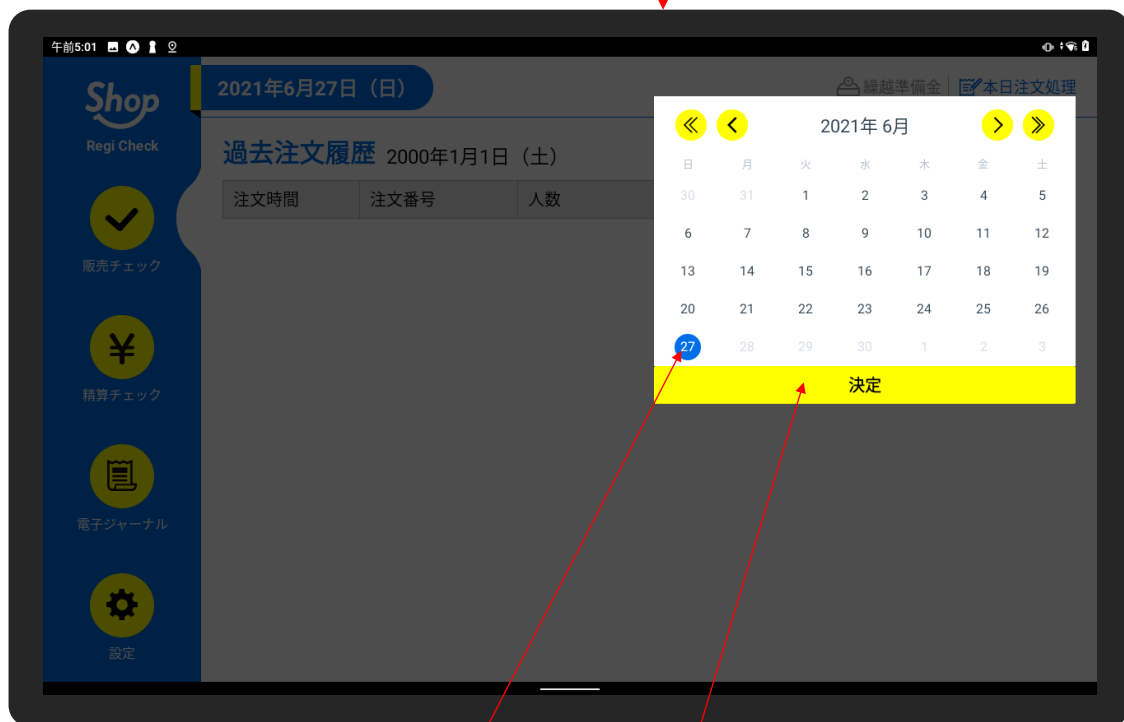 午前5:01
Shop
Regi Check
販売チェック
精算チェック
電子ジャーナル
設定
2021年6月27日（日）
繰越準備金
本日注文処理
過去注文履歴 2000年1月1日（土）
注文時間 注文番号 人数
2021年 6月
日 月 火 水 木 金 土
30 31 1 2 3 4 5
6 7 8 9 10 11 12
13 14 15 16 17 18 19
20 21 22 23 24 25 26
27 28 29 30 1 2 3
決定